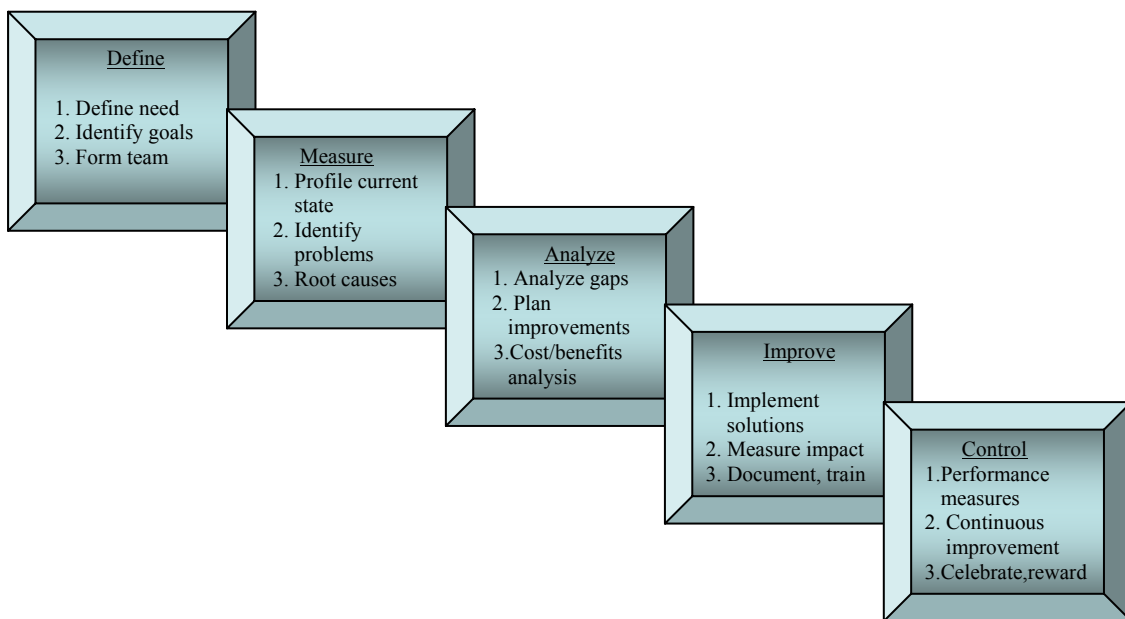 Define
1. Define need
2. Identify goals
3. Form team
Measure
1. Profile current
state
2. Identify
problems
3. Root causes
Analyze
1. Analyze gaps
2. Plan
improvements
3.Cost/benefits
analysis
Improve
1. Implement
solutions
2. Measure impact
3. Document, train
Control
1.Performance
measures
2. Continuous
improvement
3.Celebrate,reward